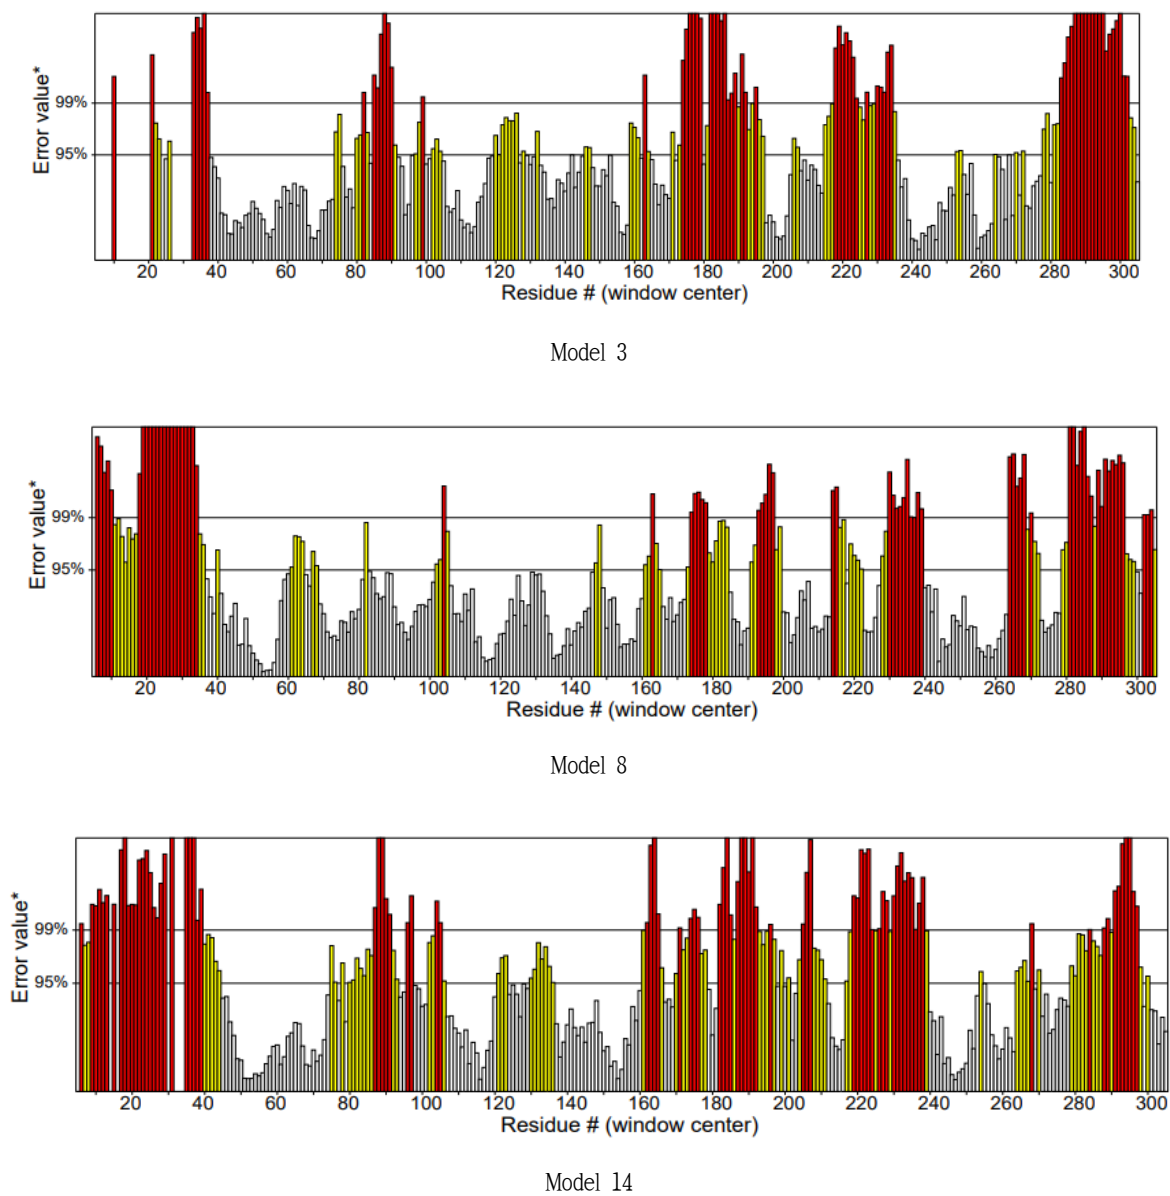 Error value*
99%
95%
20 40 60 80 100 120 140 160 180 200 220 240 260 280 300
Residue # (window center)
Model 3
Error value*
99%
95%
20 40 60 80 100 120 140 160 180 200 220 240 260 280 300
Residue # (window center)
Model 8
Error value*
99%
95%
20 40 60 80 100 120 140 160 180 200 220 240 260 280 300
Residue # (window center)
Model 14